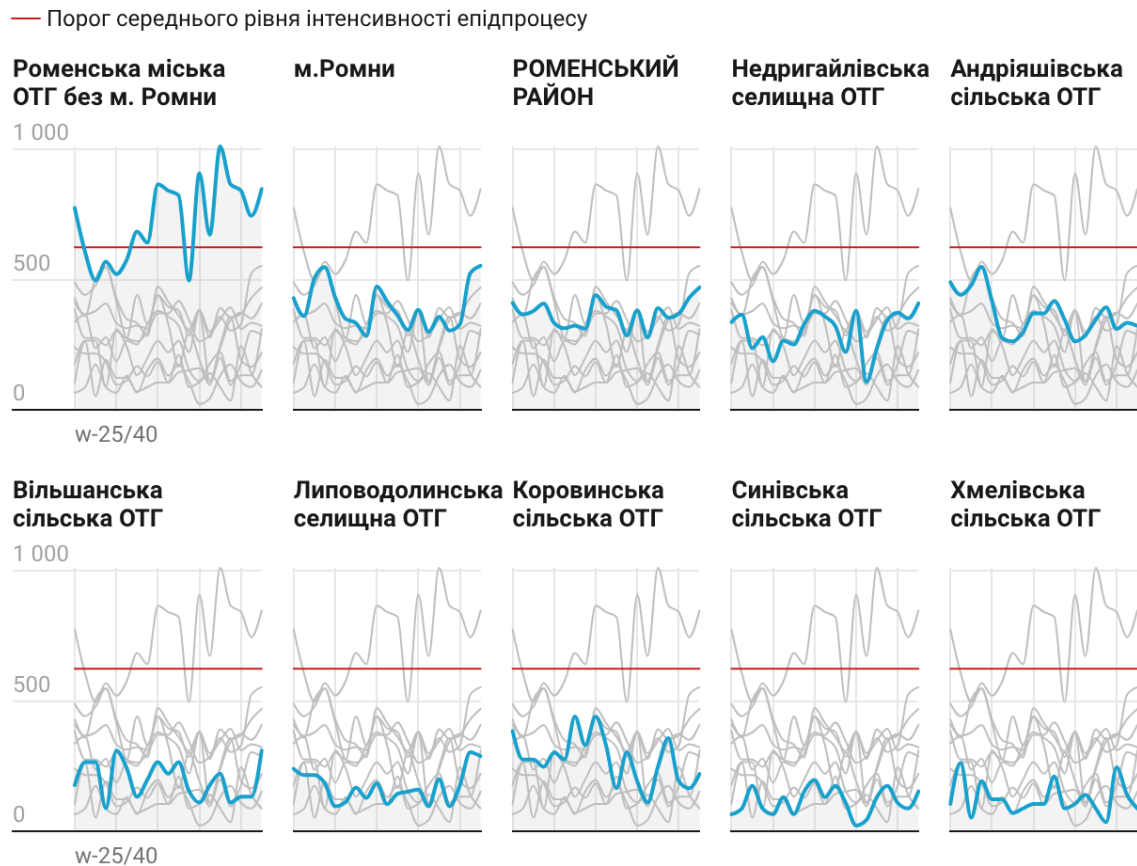 Порог середнього рівня інтенсивності епідпроцесу
Роменська міська
ОТГ без м. Ромни
м.Ромни
РОМЕНСЬКИЙ
РАЙОН
Недригайлівська
селищна ОТГ
Андріяшівська
сільська ОТГ
1 000
500
0
w-25/40
Вільшанська
сільська ОТГ
Липоводолинська
селищна ОТГ
Коровинська
сільська ОТГ
Синівська
сільська ОТГ
Хмелівська
сільська ОТГ
1 000
500
0
w-25/40